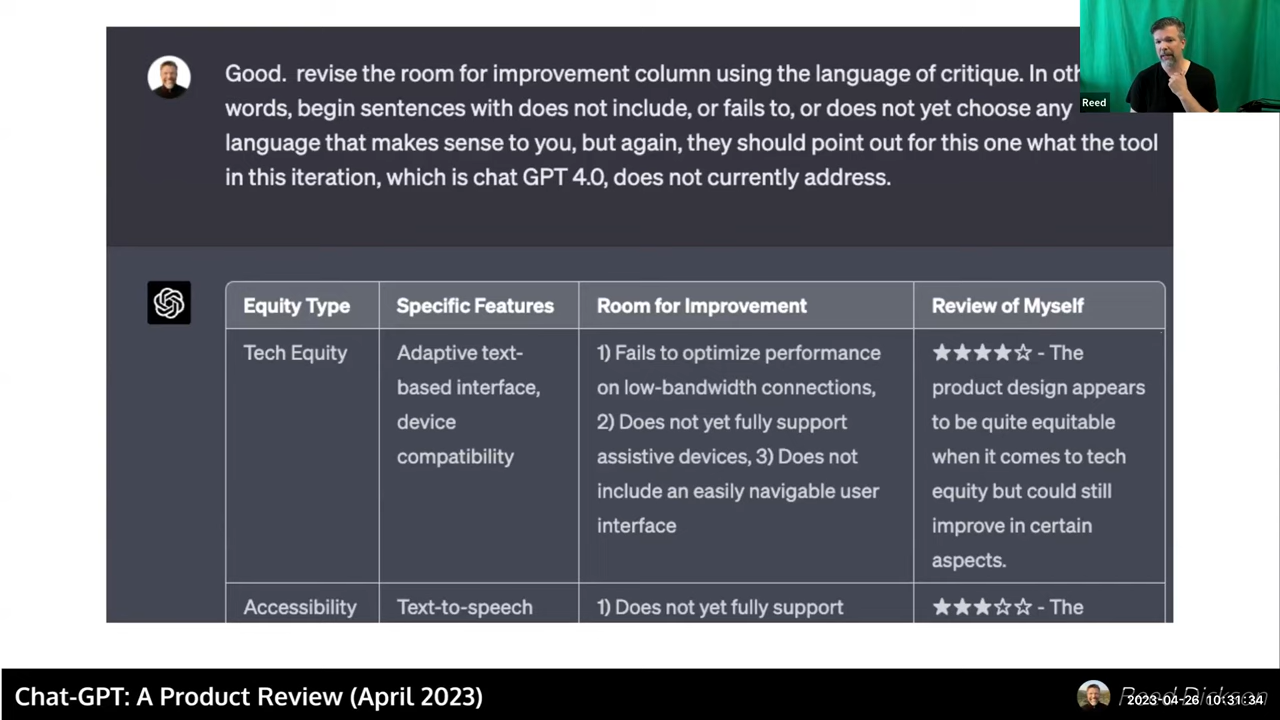 Good. revise the room for improvement column using the language of critique. In
words, begin sentences with does not include, or fails to, or does not yet choose any
language that makes sense to you, but again, they should point out for this one what the tool
in this iteration, which is chat GPT 4.0, does not currently address.
Reed
Equity Type
Specific Features
Room for Improvement
Review of Myself
Tech Equity
Adaptive text-
based interface,
device
compatibility
1) Fails to optimize performance
on low-bandwidth connections,
2) Does not yet fully support
assistive devices, 3) Does not
include an easily navigable user
interface
★★★★☆ - The
product design appears
to be quite equitable
when it comes to tech
equity but could still
improve in certain
aspects.
Accessibility
Text-to-speech
1) Does not yet fully support
★★★☆☆ - The
Chat-GPT: A Product Review (April 2023)
Reed Dickson
2023-04-26 10:31:34